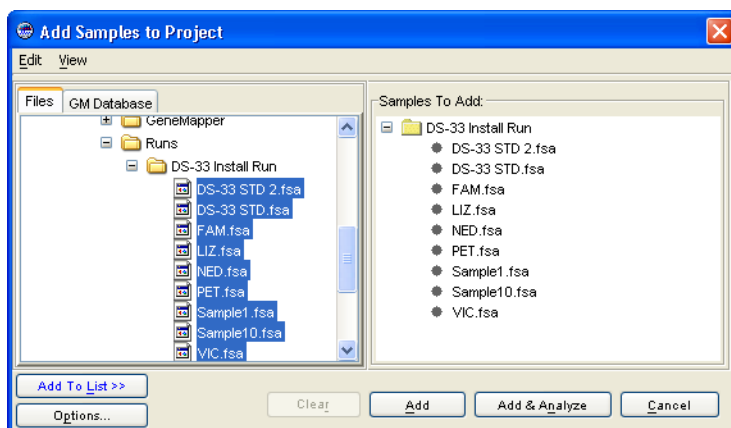 Add Samples to Project
Edit View
Files GM Database
GeneMapper
Runs
DS-33 Install Run
DS-33 STD 2.fsa
DS-33 STD.fsa
FAM.fsa
LIZ.fsa
NED.fsa
PET.fsa
Sample1.fsa
Sample10.fsa
VIC.fsa
Samples To Add:
DS-33 Install Run
DS-33 STD 2.fsa
DS-33 STD.fsa
FAM.fsa
LIZ.fsa
NED.fsa
PET.fsa
Sample1.fsa
Sample10.fsa
VIC.fsa
Add To List >>
Options...
Clear Add Add & Analyze Cancel